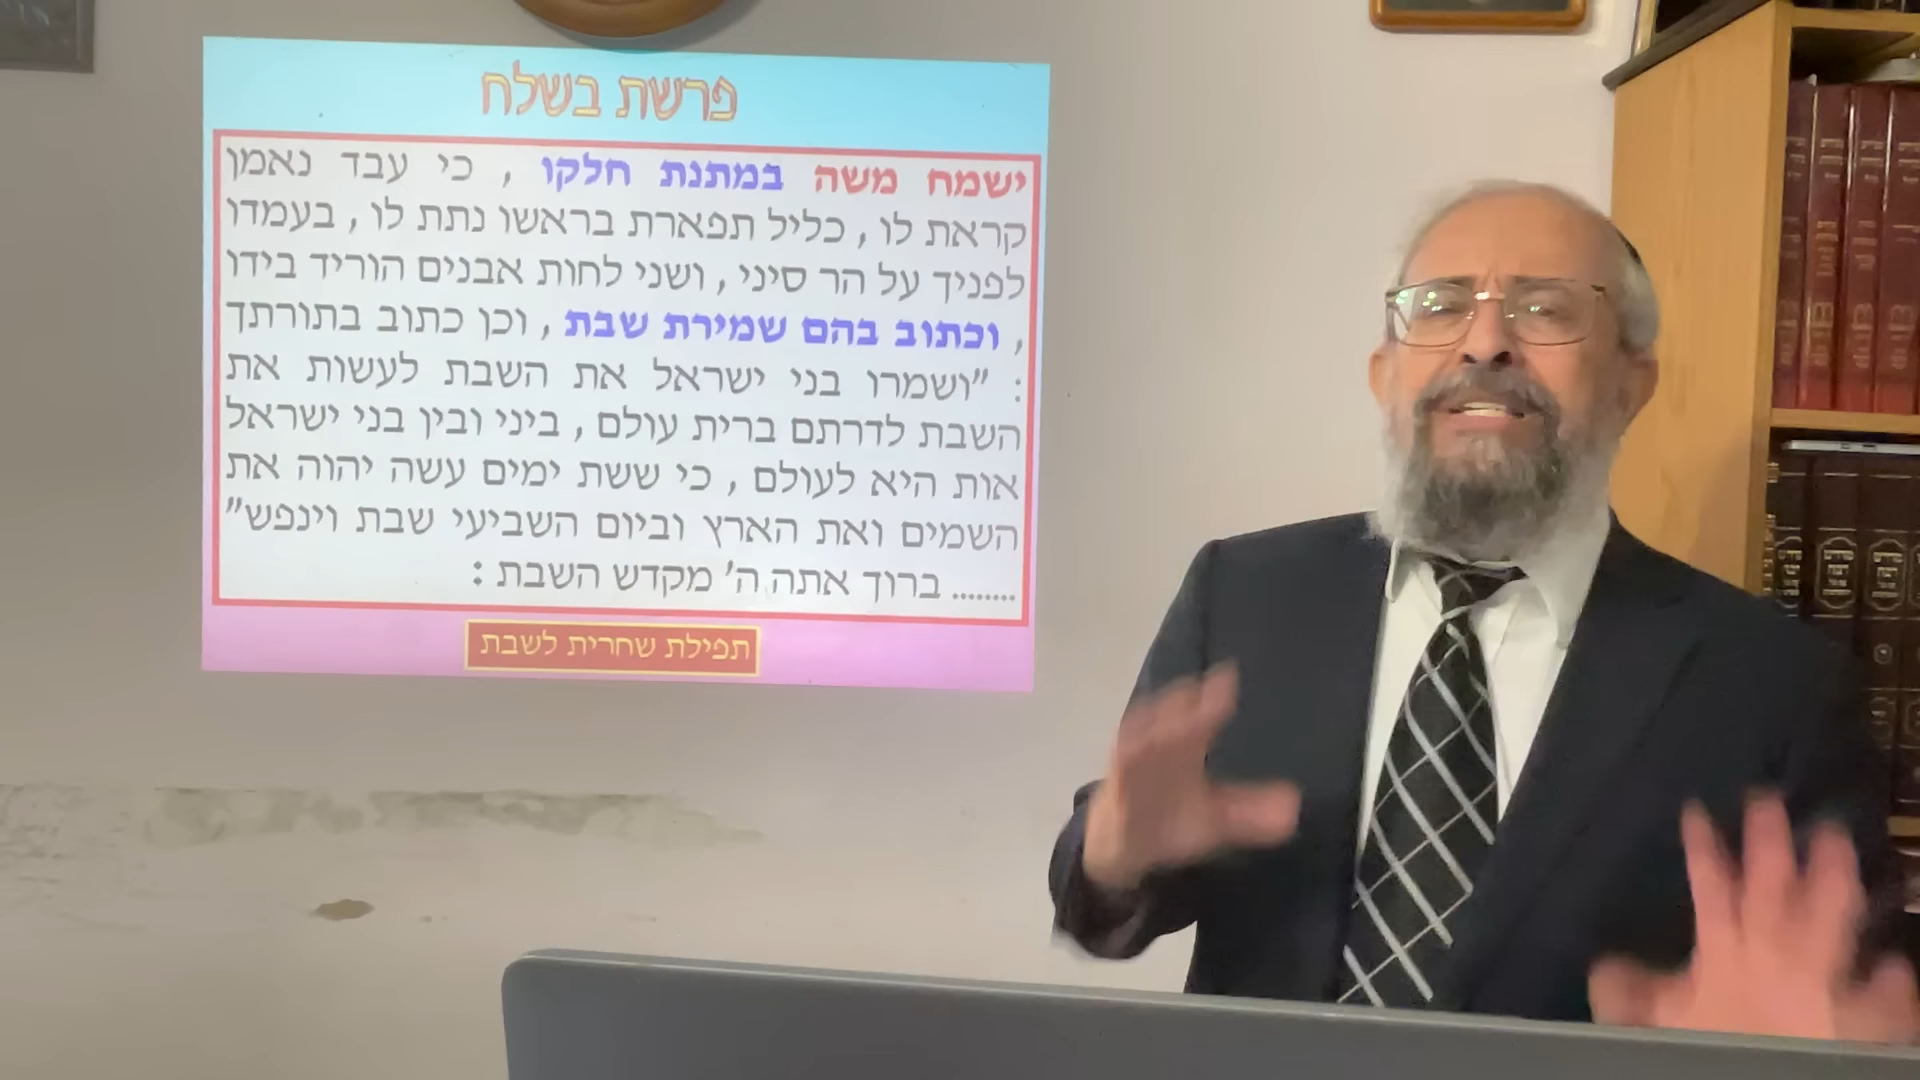 פרשת בשלח
ישמח משה במתנת חלקו , כי עבד נאמן
קראת לו , כליל תפארת בראשו נתת לו , בעמדו
לפניך על הר סיני , ושני לחות אבנים הוריד בידו
, וכתוב בהם שמירת שבת , וכן כתוב בתורתך
: "ושמרו בני ישראל את השבת לעשות את
השבת לדרתם ברית עולם , ביני ובין בני ישראל
אות היא לעולם , כי ששת ימים עשה יהוה את
השמים ואת הארץ וביום השביעי שבת וינפש"
........ ברוך אתה ה' מקדש השבת :
תפילת שחרית לשבת